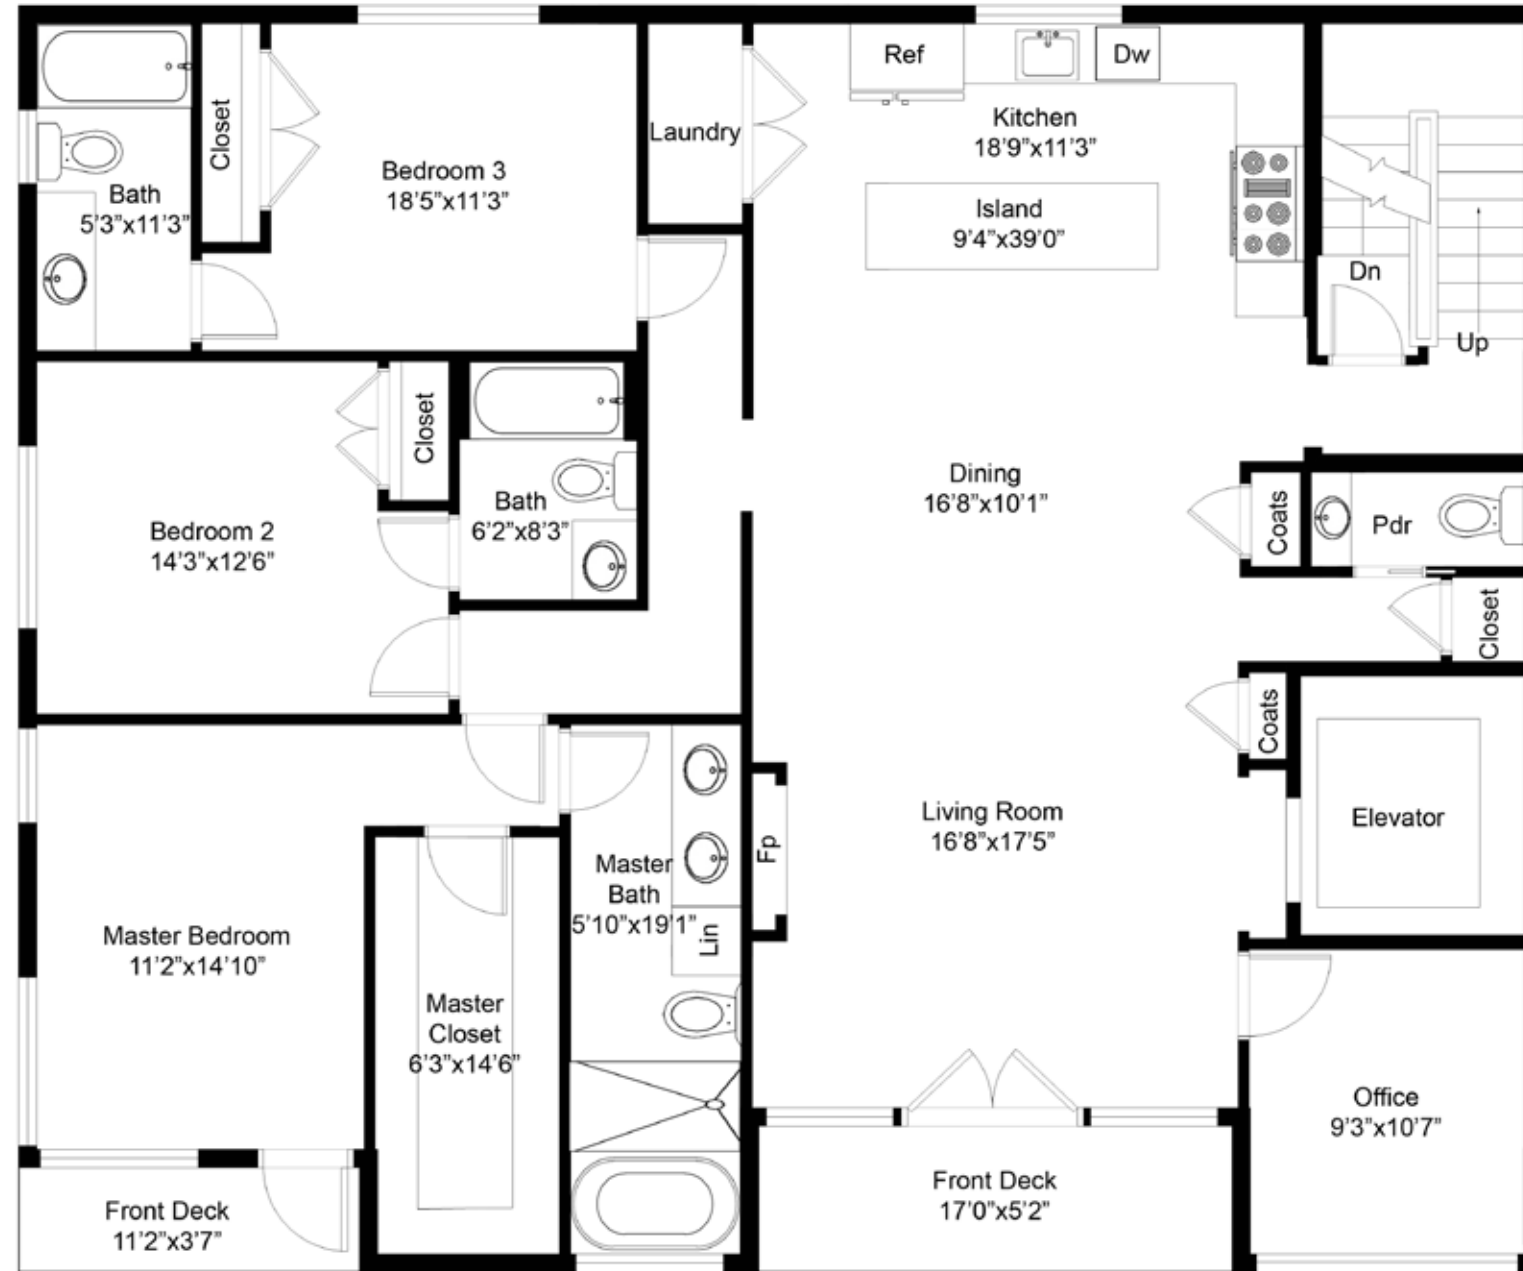 Ref
Dw
Closet
Laundry
Kitchen
18’9”x11’3”
Bedroom 3
18’5”x11’3”
Bath
5’3”x11’3”
Island
9’4”x39’0”
Dn
Up
Closet
Bath
6’2”x8’3”
Dining
16’8”x10’1”
Coats
Pdr
Bedroom 2
14’3”x12’6”
Closet
Coats
Living Room
16’8”x17’5”
Elevator
Fp
Master
Bath
5’10”x19’1”
Lin
Master Bedroom
11’2”x14’10”
Master
Closet
6’3”x14’6”
Office
9’3”x10’7”
Front Deck
17’0”x5’2”
Front Deck
11’2”x3’7”